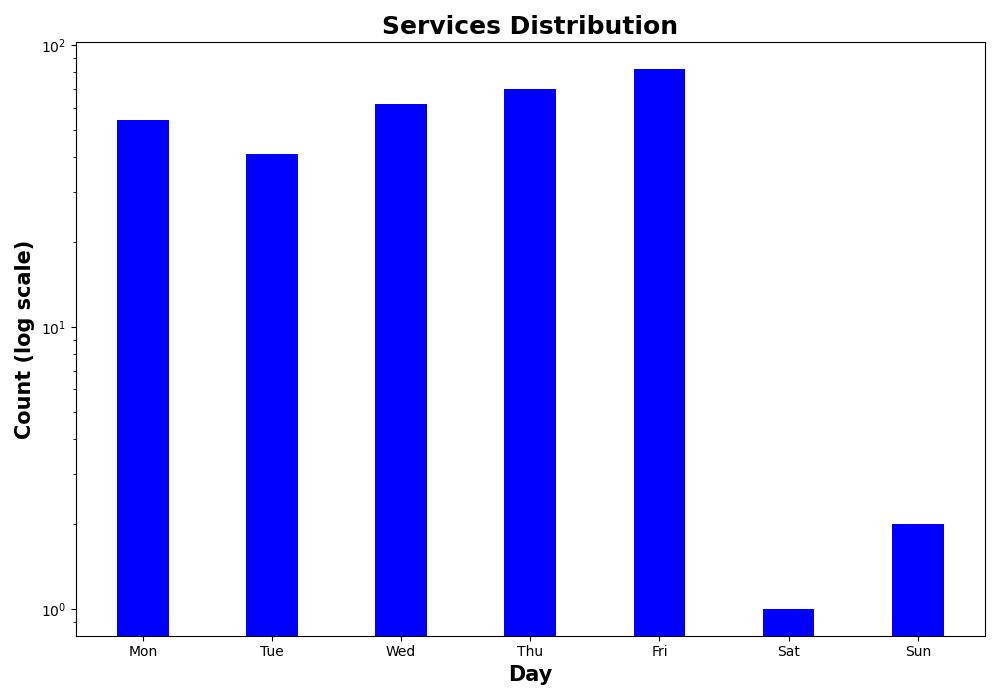 Services Distribution
Count (log scale)
10²
10¹
10⁰
Mon Tue Wed Thu Fri Sat Sun
Day